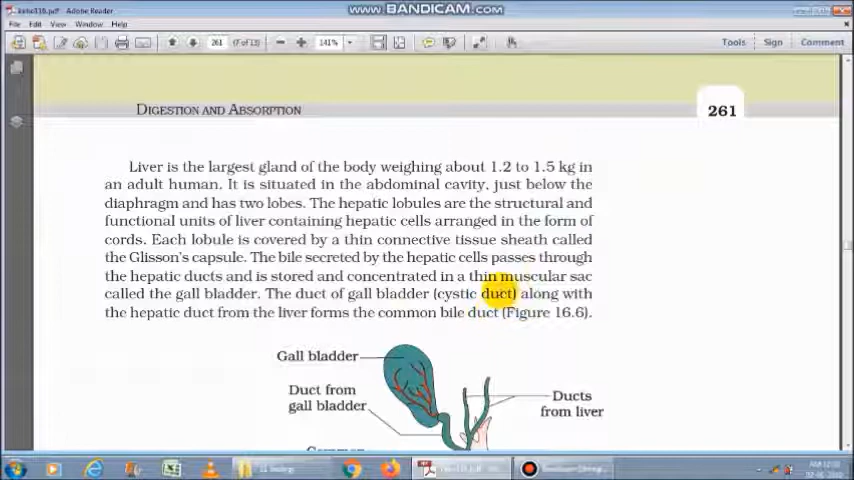 www.BANDICAM.com
kebo116.pdf - Adobe Reader
File Edit View Window Help
261 (7 of 13) 141% Tools Sign Comment
DIGESTION AND ABSORPTION
261
Liver is the largest gland of the body weighing about 1.2 to 1.5 kg in
an adult human. It is situated in the abdominal cavity, just below the
diaphragm and has two lobes. The hepatic lobules are the structural and
functional units of liver containing hepatic cells arranged in the form of
cords. Each lobule is covered by a thin connective tissue sheath called
the Glisson's capsule. The bile secreted by the hepatic cells passes through
the hepatic ducts and is stored and concentrated in a thin muscular sac
called the gall bladder. The duct of gall bladder (cystic duct) along with
the hepatic duct from the liver forms the common bile duct (Figure 16.6).
Gall bladder
Duct from
gall bladder
Ducts
from liver